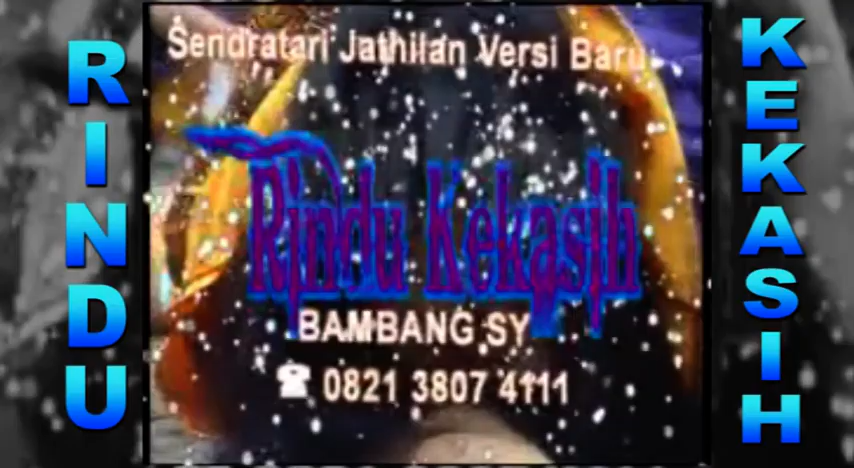 RINDU
Sendratari Jathilan Versi Baru
Rindu Kekasih
BAMBANG SY
☎ 0821 3807 4111
KEKASIH